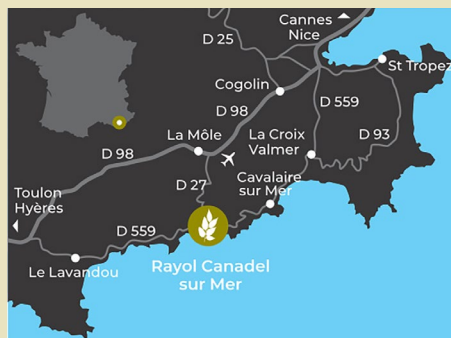 Cannes
Nice
D 25
St Tropez
Cogolin
D 559
D 98
La Môle
La Croix
Valmer
D 93
D 98
D 27
Cavalaire
sur Mer
Toulon
Hyères
D 559
Le Lavandou
Rayol Canadel
sur Mer